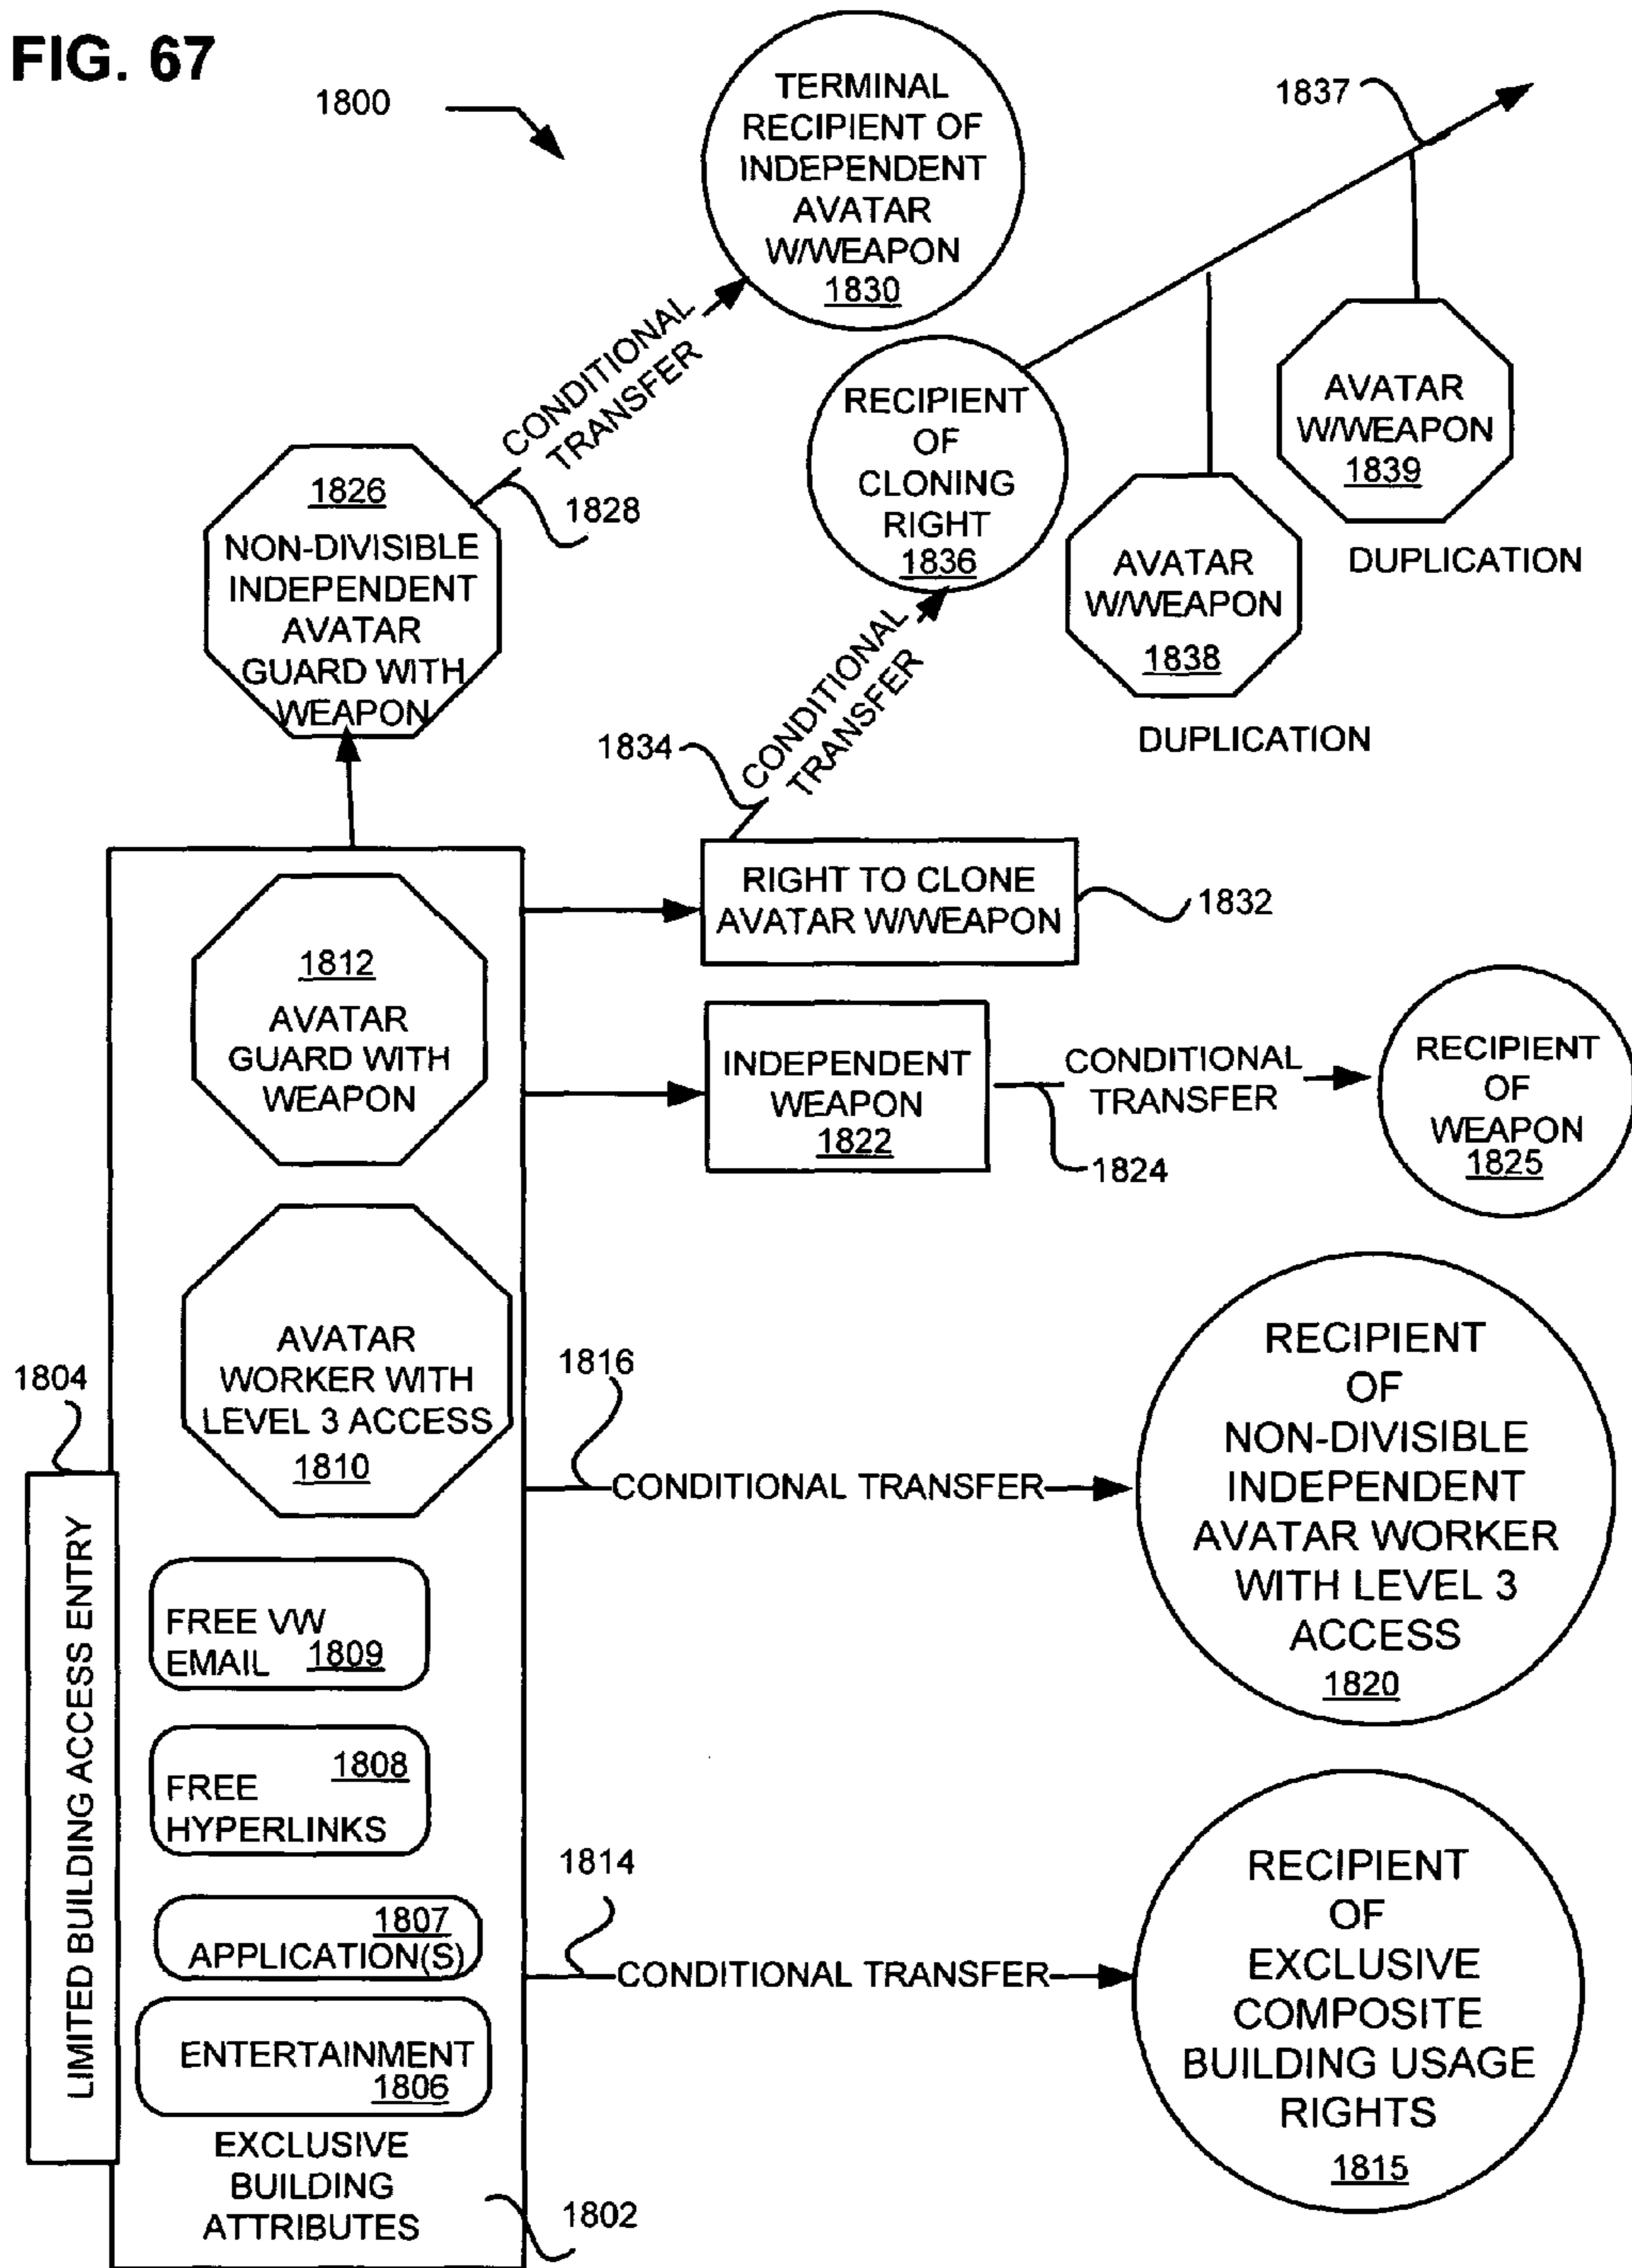 FIG. 67
1800
TERMINAL
RECIPIENT OF
INDEPENDENT
AVATAR
W/WEAPON
1830
1837
CONDITIONAL
TRANSFER
1828
RECIPIENT
OF
CLONING
RIGHT
1836
AVATAR
W/WEAPON
1839
DUPLICATION
AVATAR
W/WEAPON
1838
DUPLICATION
1826
NON-DIVISIBLE
INDEPENDENT
AVATAR
GUARD WITH
WEAPON
1834
CONDITIONAL
TRANSFER
RIGHT TO CLONE
AVATAR W/WEAPON
1832
1812
AVATAR
GUARD WITH
WEAPON
INDEPENDENT
WEAPON
1822
CONDITIONAL
TRANSFER
1824
RECIPIENT
OF
WEAPON
1825
AVATAR
WORKER WITH
LEVEL 3 ACCESS
1810
1804
LIMITED BUILDING ACCESS ENTRY
1816
CONDITIONAL TRANSFER
RECIPIENT
OF
NON-DIVISIBLE
INDEPENDENT
AVATAR WORKER
WITH LEVEL 3
ACCESS
1820
FREE VW
EMAIL 1809
1808
FREE
HYPERLINKS
1807
APPLICATION(S)
ENTERTAINMENT
1806
EXCLUSIVE
BUILDING
ATTRIBUTES
1802
1814
CONDITIONAL TRANSFER
RECIPIENT
OF
EXCLUSIVE
COMPOSITE
BUILDING USAGE
RIGHTS
1815